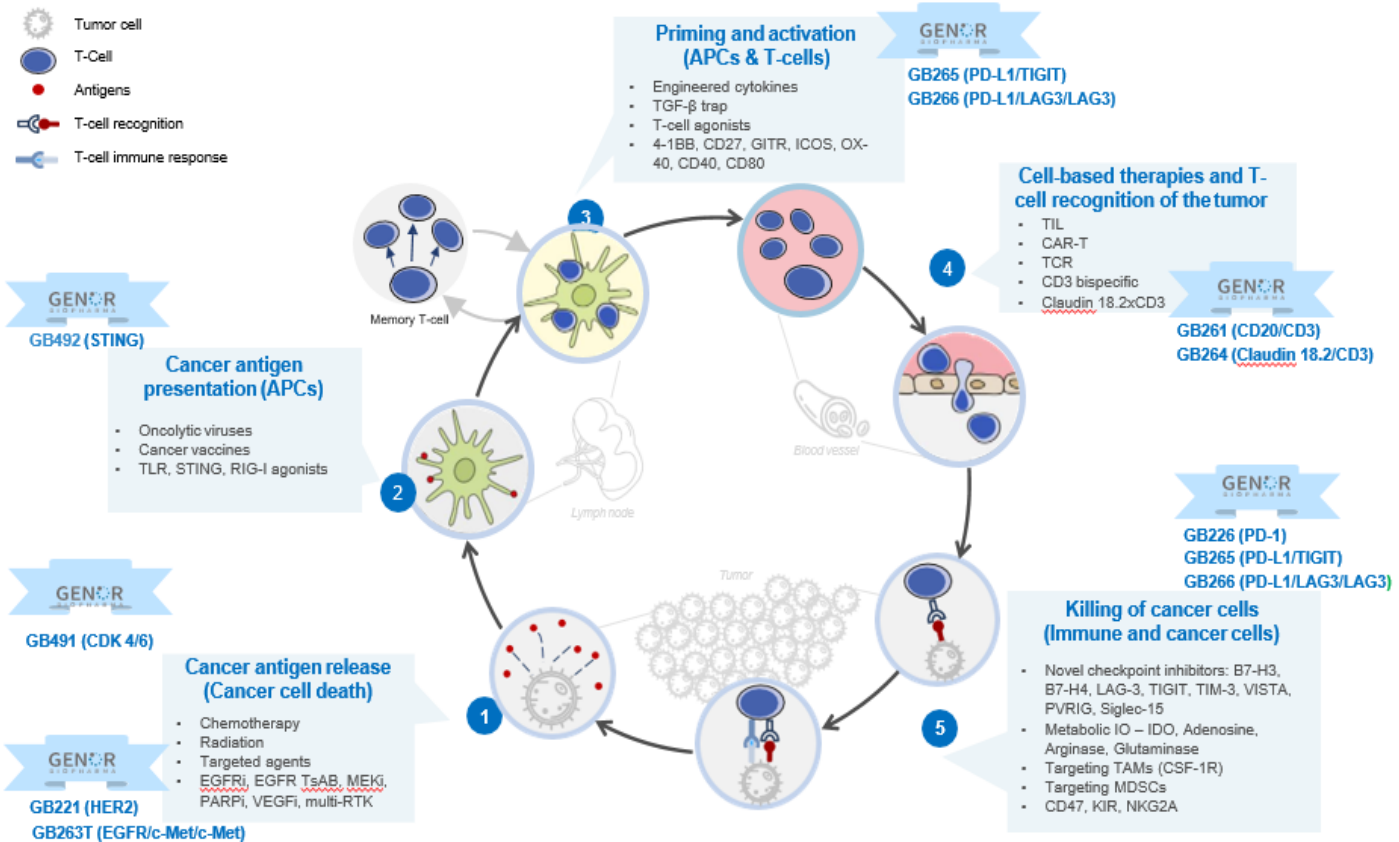 Tumor cell
T-Cell
Antigens
T-cell recognition
T-cell immune response
Priming and activation
(APCs & T-cells)
• Engineered cytokines
• TGF-β trap
• T-cell agonists
• 4-1BB, CD27, GITR, ICOS, OX-
40, CD40, CD80
GENOR
BIOPHARMA
GB265 (PD-L1/TIGIT)
GB266 (PD-L1/LAG3/LAG3)
3
Memory T-cell
4
Cell-based therapies and T-
cell recognition of the tumor
• TIL
• CAR-T
• TCR
• CD3 bispecific
• Claudin 18.2xCD3
GENOR
BIOPHARMA
GB261 (CD20/CD3)
GB264 (Claudin 18.2/CD3)
GENOR
BIOPHARMA
GB492 (STING)
Cancer antigen
presentation (APCs)
• Oncolytic viruses
• Cancer vaccines
• TLR, STING, RIG-I agonists
2
Lymph node
Blood vessel
GENOR
BIOPHARMA
GB226 (PD-1)
GB265 (PD-L1/TIGIT)
GB266 (PD-L1/LAG3/LAG3)
Tumor
GENOR
BIOPHARMA
GB491 (CDK 4/6)
Cancer antigen release
(Cancer cell death)
• Chemotherapy
• Radiation
• Targeted agents
• EGFRi, EGFR TsAB, MEKi,
PARPi, VEGFi, multi-RTK
1
GENOR
BIOPHARMA
GB221 (HER2)
GB263T (EGFR/c-Met/c-Met)
5
Killing of cancer cells
(Immune and cancer cells)
• Novel checkpoint inhibitors: B7-H3,
B7-H4, LAG-3, TIGIT, TIM-3, VISTA,
PVRIG, Siglec-15
• Metabolic IO – IDO, Adenosine,
Arginase, Glutaminase
• Targeting TAMs (CSF-1R)
• Targeting MDSCs
• CD47, KIR, NKG2A